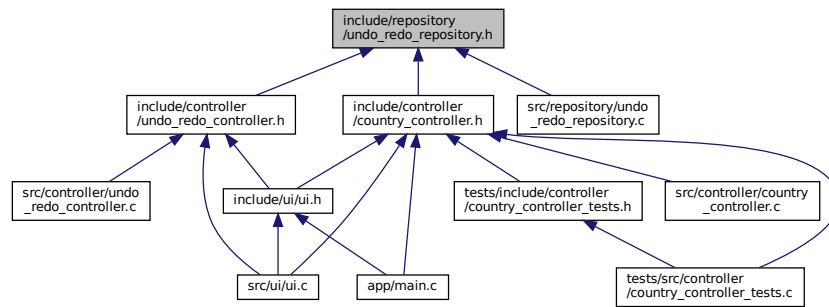 include/repository
/undo_redo_repository.h
include/controller
/undo_redo_controller.h
include/controller
/country_controller.h
src/repository/undo
_redo_repository.c
src/controller/undo
_redo_controller.c
include/ui/ui.h
tests/include/controller
/country_controller_tests.h
src/controller/country
_controller.c
src/ui/ui.c
app/main.c
tests/src/controller
/country_controller_tests.c